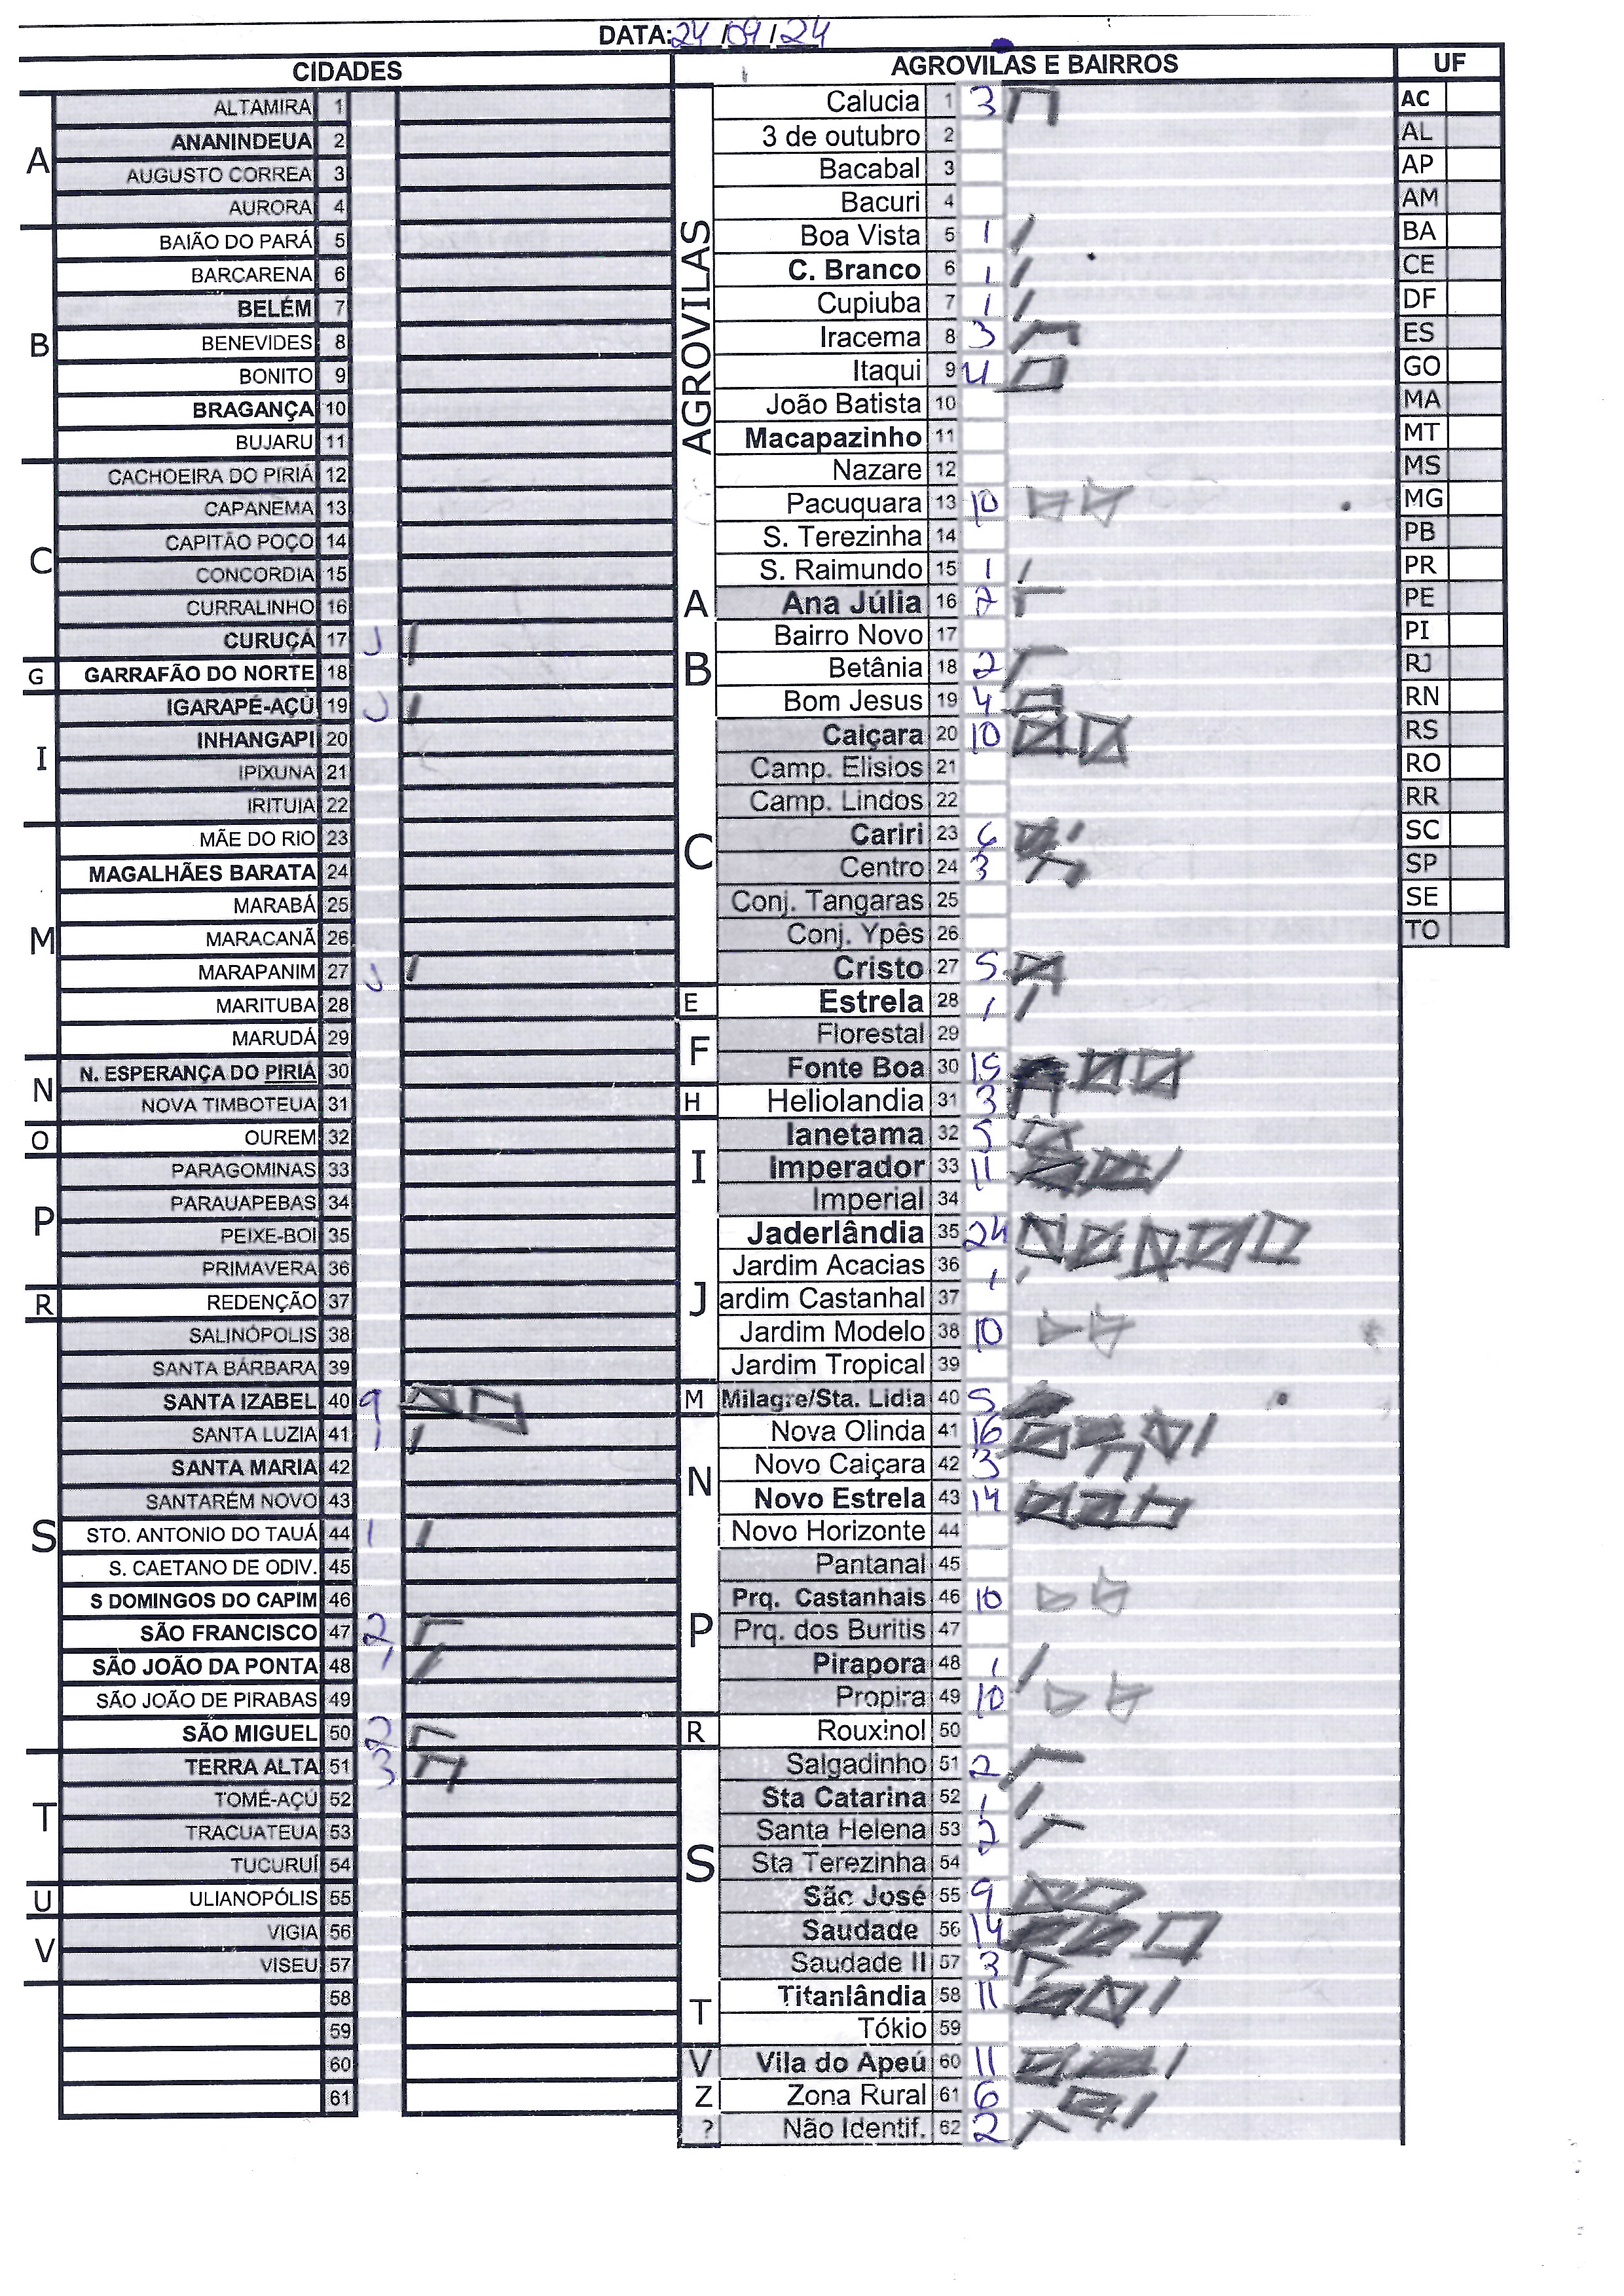 DATA: 24/09/24
CIDADES
A
ALTAMIRA 1
ANANINDEUA 2
AUGUSTO CORREA 3
AURORA 4
B
BAIÃO DO PARÁ 5
BARCARENA 6
BELÉM 7
BENEVIDES 8
BONITO 9
BRAGANÇA 10
BUJARU 11
C
CACHOEIRA DO PIRIÁ 12
CAPANEMA 13
CAPITÃO POÇO 14
CONCORDIA 15
CURRALINHO 16
CURUÇÁ 17
G
GARRAFÃO DO NORTE 18
I
IGARAPÉ-AÇÚ 19
INHANGAPI 20
IPIXUNA 21
IRITUIA 22
M
MÃE DO RIO 23
MAGALHÃES BARATA 24
MARABÁ 25
MARACANÃ 26
MARAPANIM 27
MARITUBA 28
MARUDÁ 29
N
N. ESPERANÇA DO PIRIÁ 30
NOVA TIMBOTEUA 31
O
OUREM 32
P
PARAGOMINAS 33
PARAUAPEBAS 34
PEIXE-BOI 35
PRIMAVERA 36
R
REDENÇÃO 37
S
SALINÓPOLIS 38
SANTA BÁRBARA 39
SANTA IZABEL 40 9
SANTA LUZIA 41 1
SANTA MARIA 42
SANTARÉM NOVO 43
STO. ANTONIO DO TAUÁ 44 1
S. CAETANO DE ODIV. 45
S DOMINGOS DO CAPIM 46
SÃO FRANCISCO 47 2
SÃO JOÃO DA PONTA 48 1
SÃO JOÃO DE PIRABAS 49
SÃO MIGUEL 50 2
T
TERRA ALTA 51 3
TOMÉ-AÇÚ 52
TRACUATEUA 53
TUCURUÍ 54
U
ULIANOPÓLIS 55
V
VIGIA 56
VISEU 57
58
59
60
61
AGROVILAS E BAIRROS
AGROVILAS
Calucia 1 3
3 de outubro 2
Bacabal 3
Bacuri 4
Boa Vista 5 1
C. Branco 6 1
Cupiuba 7 1
Iracema 8 3
Itaqui 9 4
João Batista 10
Macapazinho 11
Nazare 12
Pacuquara 13 10
S. Terezinha 14
S. Raimundo 15 1
A
Ana Júlia 16 2
B
Bairro Novo 17
Betânia 18 2
Bom Jesus 19 4
C
Caiçara 20 10
Camp. Elisios 21
Camp. Lindos 22
Cariri 23 6
Centro 24 3
Conj. Tangaras 25
Conj. Ypês 26
Cristo 27 5
E
Estrela 28 1
F
Florestal 29
Fonte Boa 30 15
H
Heliolandia 31 3
I
Ianetama 32 5
Imperador 33 11
Imperial 34
J
Jaderlândia 35 24
Jardim Acacias 36 1
ardim Castanhal 37
Jardim Modelo 38 10
Jardim Tropical 39
M
Milagre/Sta. Lidia 40 5
N
Nova Olinda 41 16
Novo Caiçara 42 3
Novo Estrela 43 14
Novo Horizonte 44
P
Pantanal 45
Prq. Castanhais 46 10
Prq. dos Buritis 47
Pirapora 48 1
Propira 49 10
R
Rouxinol 50
S
Salgadinho 51 2
Sta Catarina 52 1
Santa Helena 53 2
Sta Terezinha 54
São José 55 9
Saudade 56 14
Saudade II 57 3
T
Titanlândia 58 11
Tókio 59
V
Vila do Apeú 60 11
Z
Zona Rural 61 6
?
Não Identif. 62 2
UF
AC
AL
AP
AM
BA
CE
DF
ES
GO
MA
MT
MS
MG
PB
PR
PE
PI
RJ
RN
RS
RO
RR
SC
SP
SE
TO